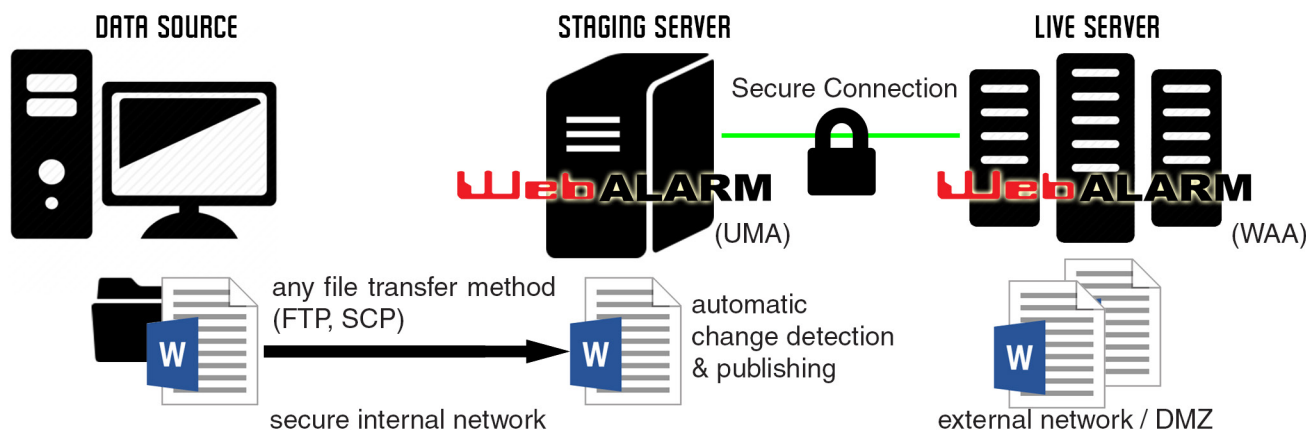 DATA SOURCE
STAGING SERVER
LIVE SERVER
Secure Connection
WebALARM
(UMA)
WebALARM
(WAA)
any file transfer method
(FTP, SCP)
W
W
automatic
change detection
& publishing
W
secure internal network
external network / DMZ